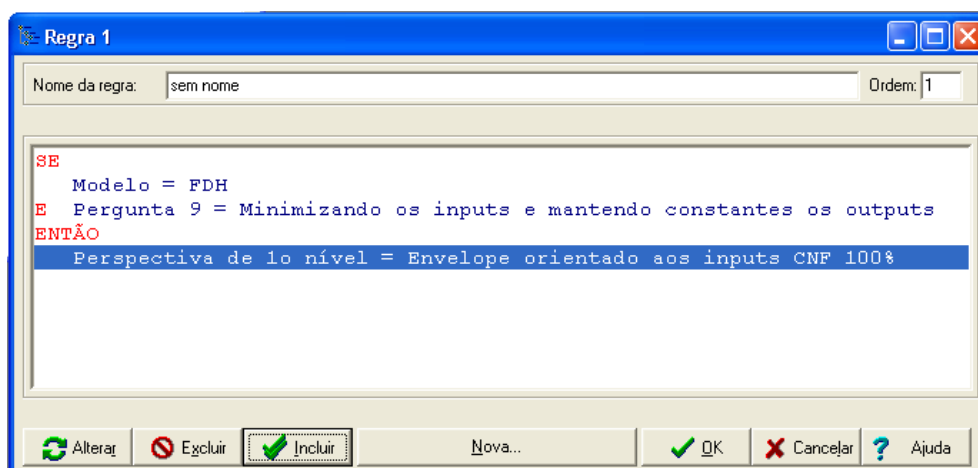 Regra 1
Nome da regra: sem nome Ordem: 1
SE
Modelo = FDH
E Pergunta 9 = Minimizando os inputs e mantendo constantes os outputs
ENTÃO
Perspectiva de 1o nível = Envelope orientado aos inputs CNF 100%
Alterar Excluir Incluir Nova... OK Cancelar Ajuda